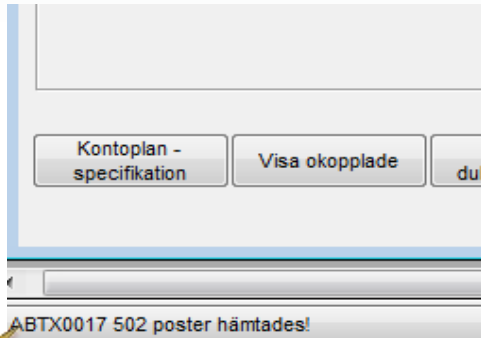 Kontoplan -
specifikation
Visa okopplade
ABTX0017 502 poster hämtades!